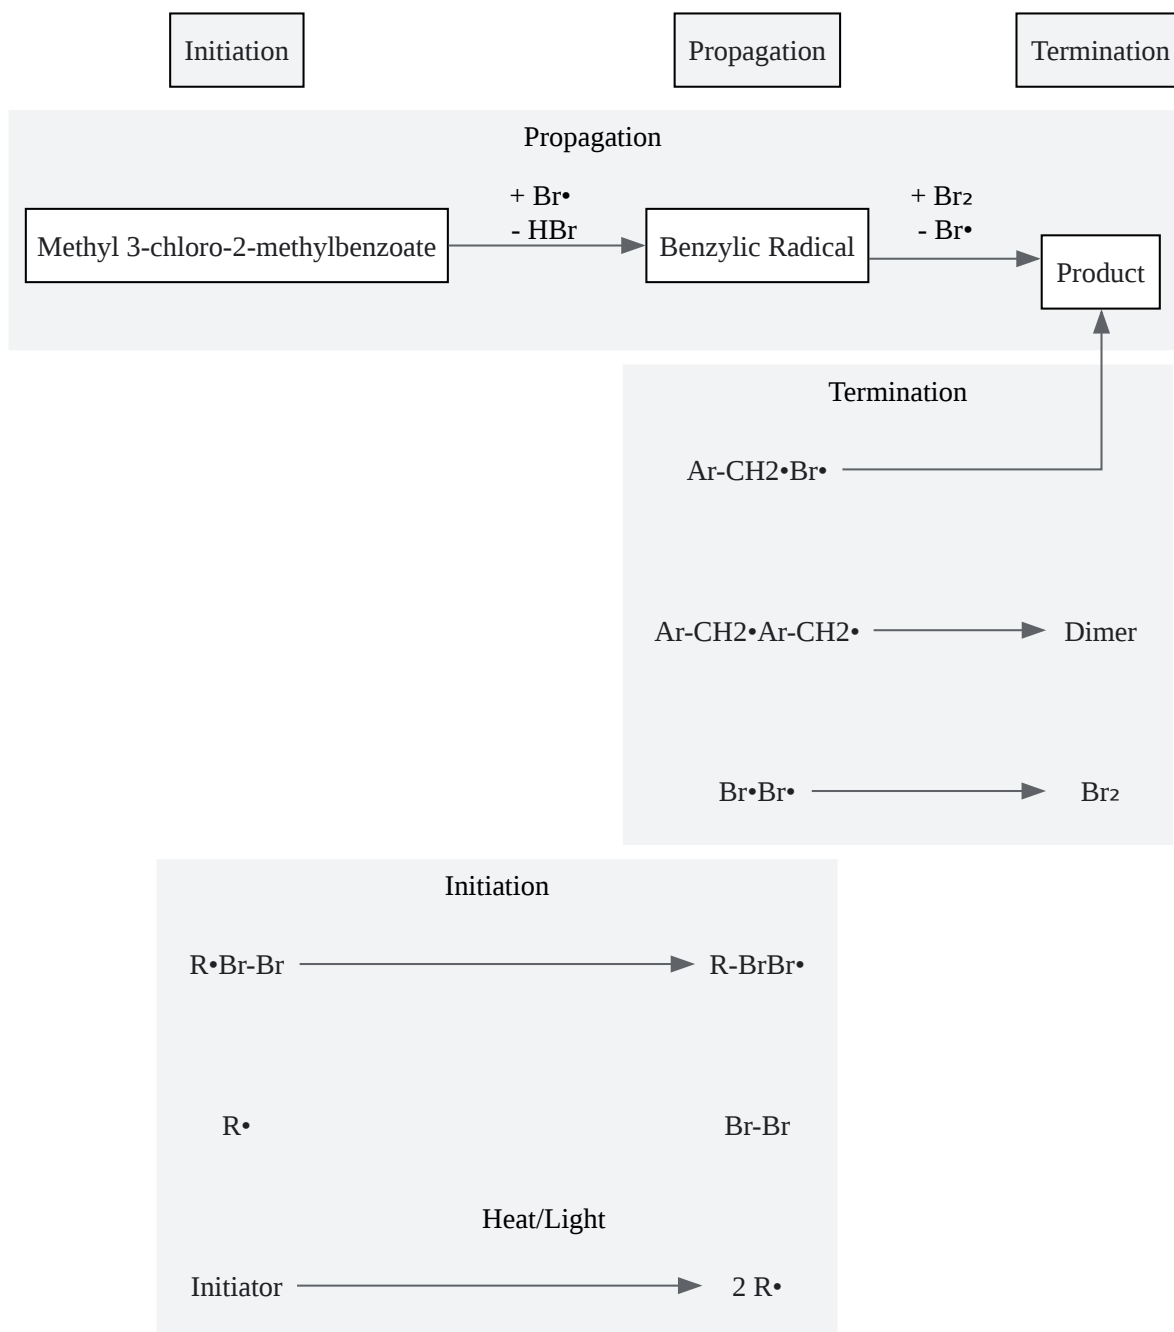 Initiation
Propagation
Termination
Propagation
+ Br•
- HBr
+ Br₂
- Br•
Methyl 3-chloro-2-methylbenzoate
Benzylic Radical
Product
Termination
Ar-CH2•Br•
Ar-CH2•Ar-CH2•
Dimer
Br•Br•
Br₂
Initiation
R•Br-Br
R-BrBr•
R•
Br-Br
Heat/Light
Initiator
2 R•